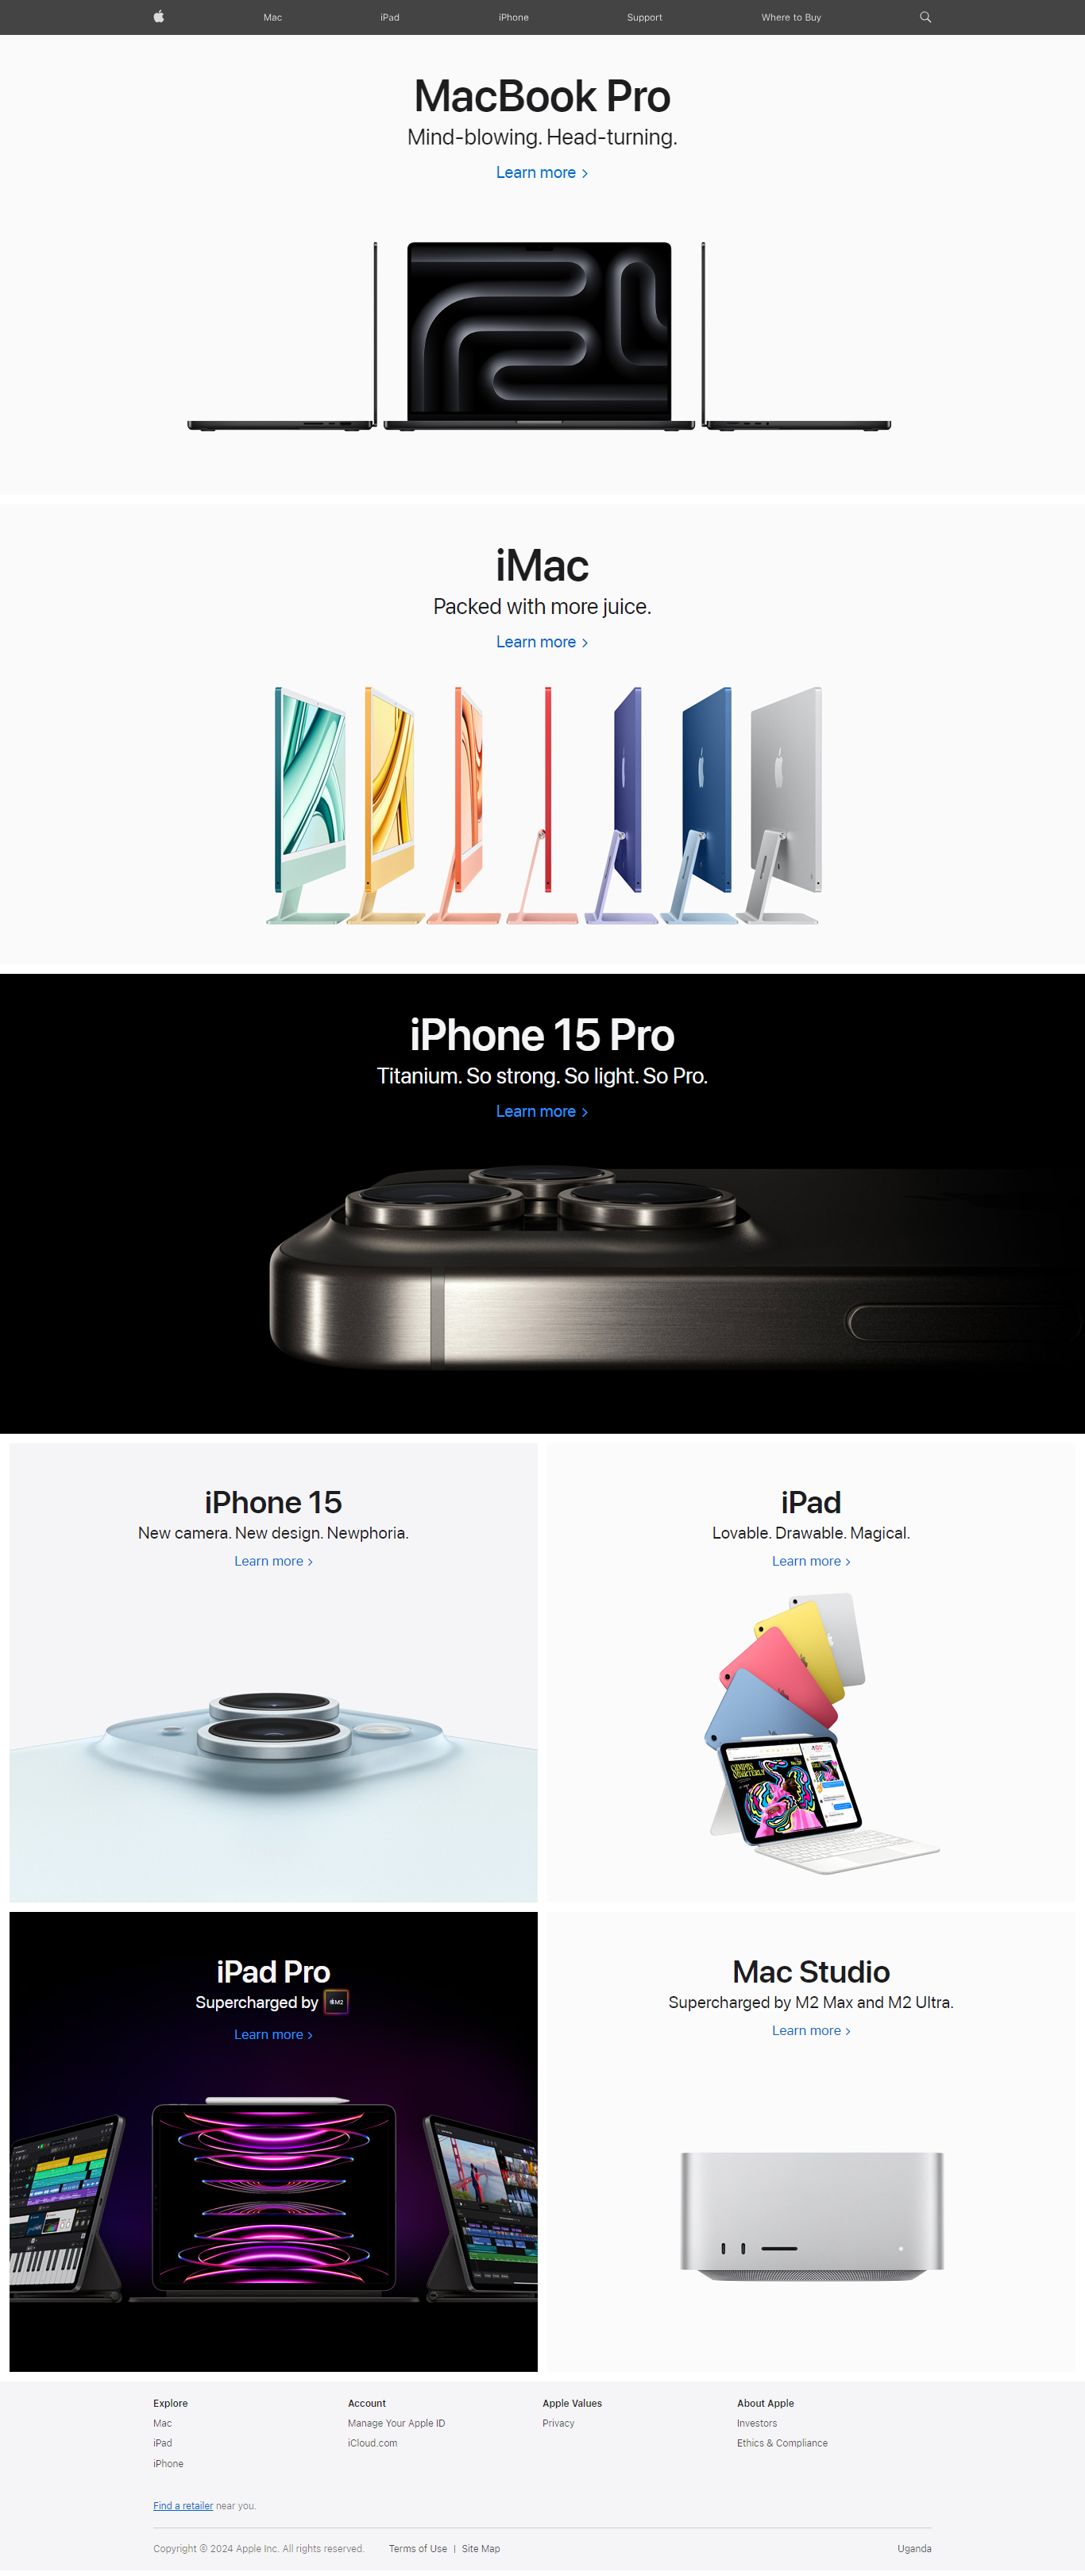 Mac
iPad
iPhone
Support
Where to Buy
MacBook Pro
Mind-blowing. Head-turning.
Learn more >
iMac
Packed with more juice.
Learn more >
iPhone 15 Pro
Titanium. So strong. So light. So Pro.
Learn more >
iPhone 15
New camera. New design. Newphoria.
Learn more >
iPad
Lovable. Drawable. Magical.
Learn more >
iPad Pro
Supercharged by M2
Learn more >
Mac Studio
Supercharged by M2 Max and M2 Ultra.
Learn more >
Explore
Mac
iPad
iPhone
Account
Manage Your Apple ID
iCloud.com
Apple Values
Privacy
About Apple
Investors
Ethics & Compliance
Find a retailer near you.
Copyright © 2024 Apple Inc. All rights reserved.
Terms of Use | Site Map
Uganda